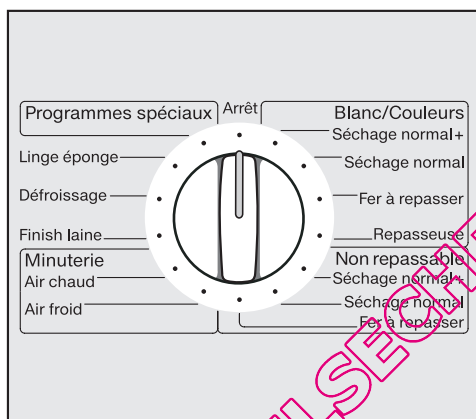 Arrêt
Programmes spéciaux
Linge éponge
Défroissage
Finish laine
Minuterie
Air chaud
Air froid
Blanc/Couleurs
Séchage normal+
Séchage normal
Fer à repasser
Repasseuse
Non repassable
Séchage normal+
Séchage normal
Fer à repasser